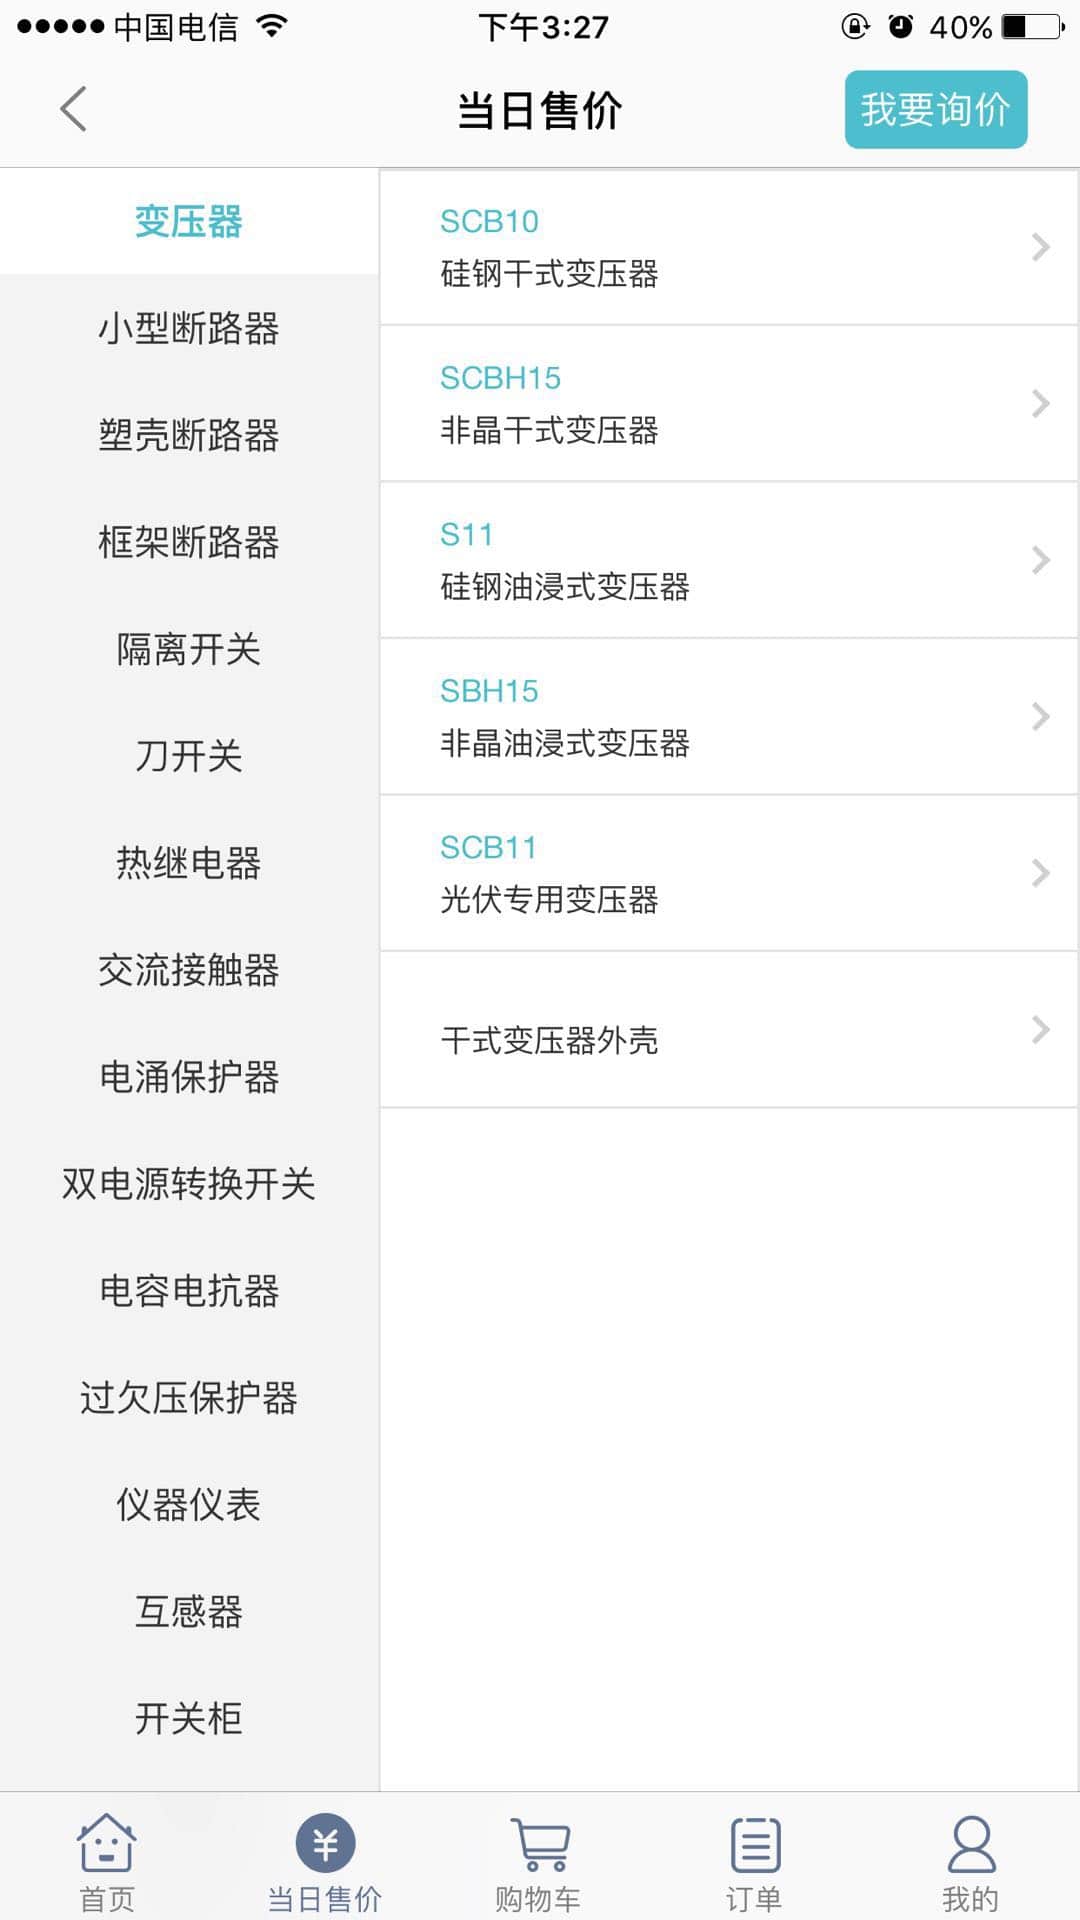 中国电信
下午3:27
40%
当日售价
我要询价
变压器
小型断路器
塑壳断路器
框架断路器
隔离开关
刀开关
热继电器
交流接触器
电涌保护器
双电源转换开关
电容电抗器
过欠压保护器
仪器仪表
互感器
开关柜
SCB10
硅钢干式变压器
SCBH15
非晶干式变压器
S11
硅钢油浸式变压器
SBH15
非晶油浸式变压器
SCB11
光伏专用变压器
干式变压器外壳
首页
¥
当日售价
购物车
订单
我的